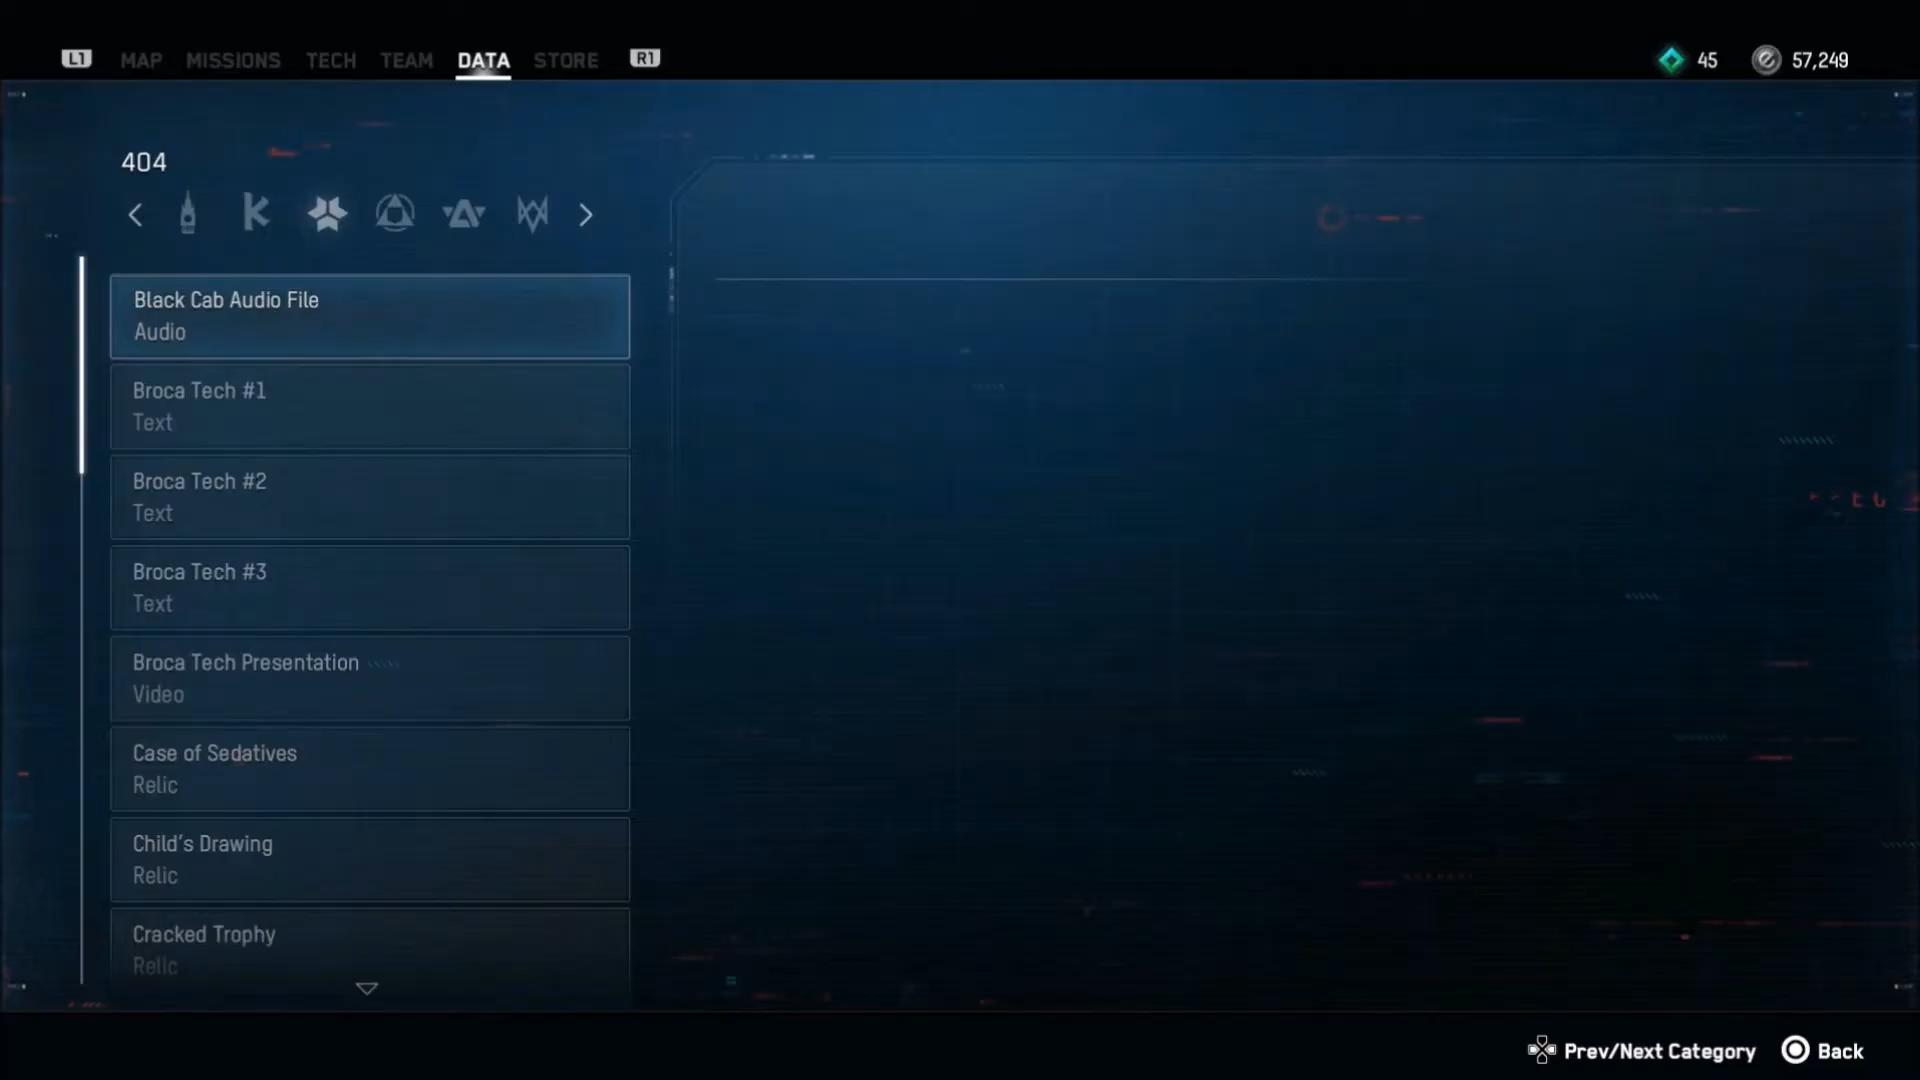 L1 MAP MISSIONS TECH TEAM DATA STORE R1 45 57,249
404
Black Cab Audio File
Audio
Broca Tech #1
Text
Broca Tech #2
Text
Broca Tech #3
Text
Broca Tech Presentation
Video
Case of Sedatives
Relic
Child's Drawing
Relic
Cracked Trophy
Relic
Prev/Next Category Back